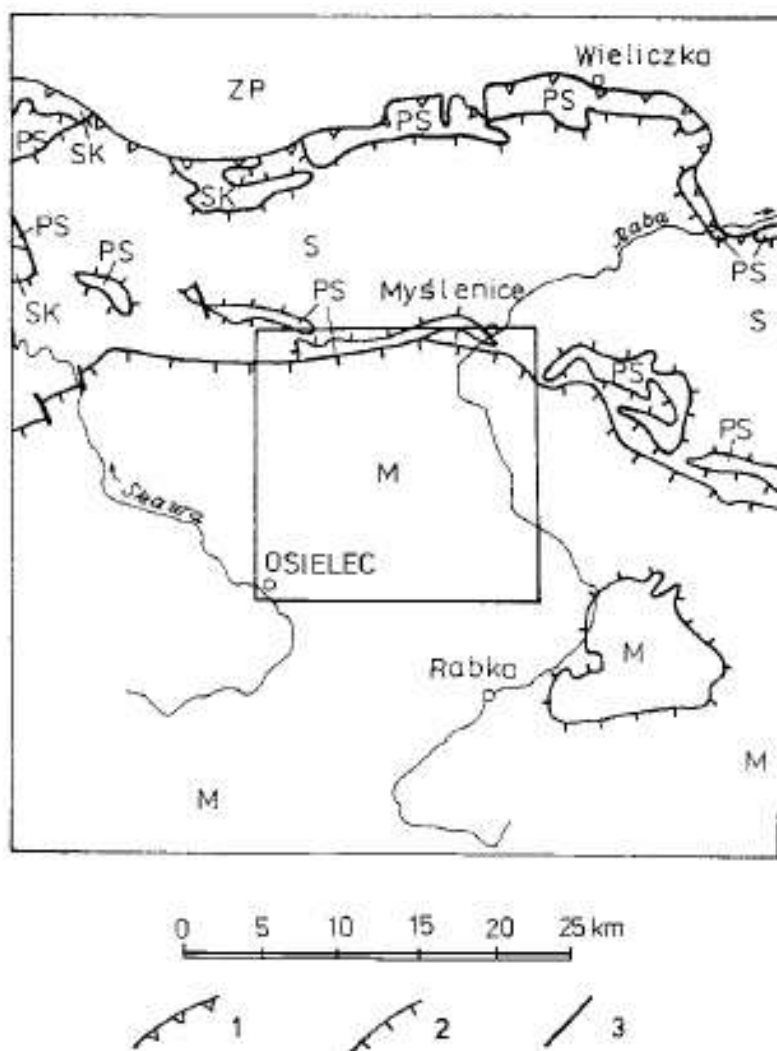 Wieliczka
ZP
PS
PS
PS
SK
SK
PS
PS
S
Raba
PS
PS
Myślenice
SK
S
PS
PS
M
Skawa
OSIELEC
M
Rabka
M
M
0 5 10 15 20 25 km
1 2 3